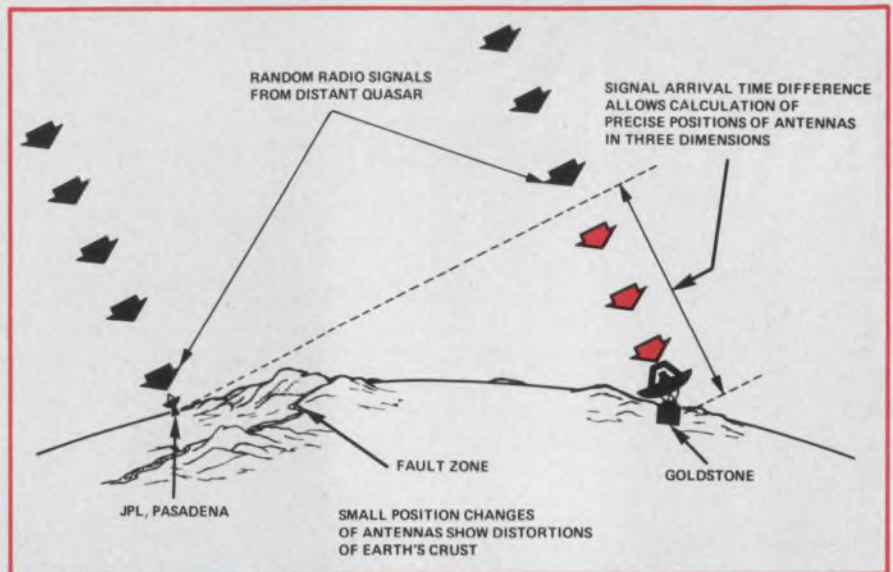 RANDOM RADIO SIGNALS
FROM DISTANT QUASAR
SIGNAL ARRIVAL TIME DIFFERENCE
ALLOWS CALCULATION OF
PRECISE POSITIONS OF ANTENNAS
IN THREE DIMENSIONS
FAULT ZONE
GOLDSTONE
JPL, PASADENA
SMALL POSITION CHANGES
OF ANTENNAS SHOW DISTORTIONS
OF EARTH'S CRUST